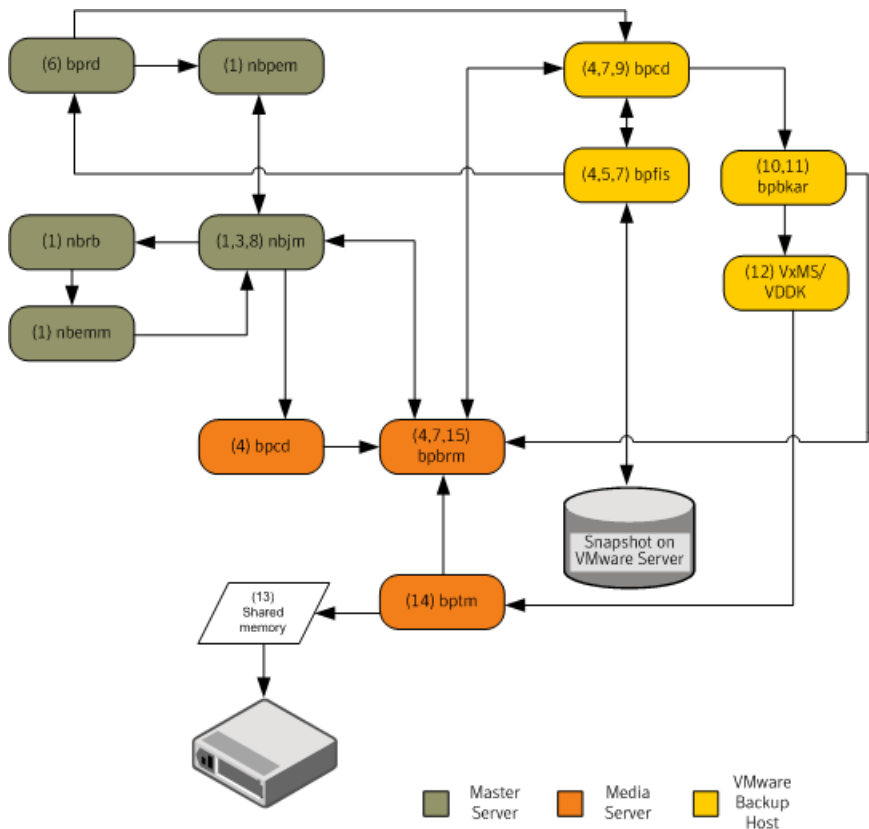 (6) bprd
(1) nbpem
(4,7,9) bpcd
(4,5,7) bpfis
(10,11)
bpbkar
(1) nbrb
(1,3,8) nbjm
(12) VxMS/
VDDK
(1) nbemm
(4) bpcd
(4,7,15)
bpbrm
Snapshot on
VMware Server
(13)
Shared
memory
(14) bptm
Master
Server
Media
Server
VMware
Backup
Host